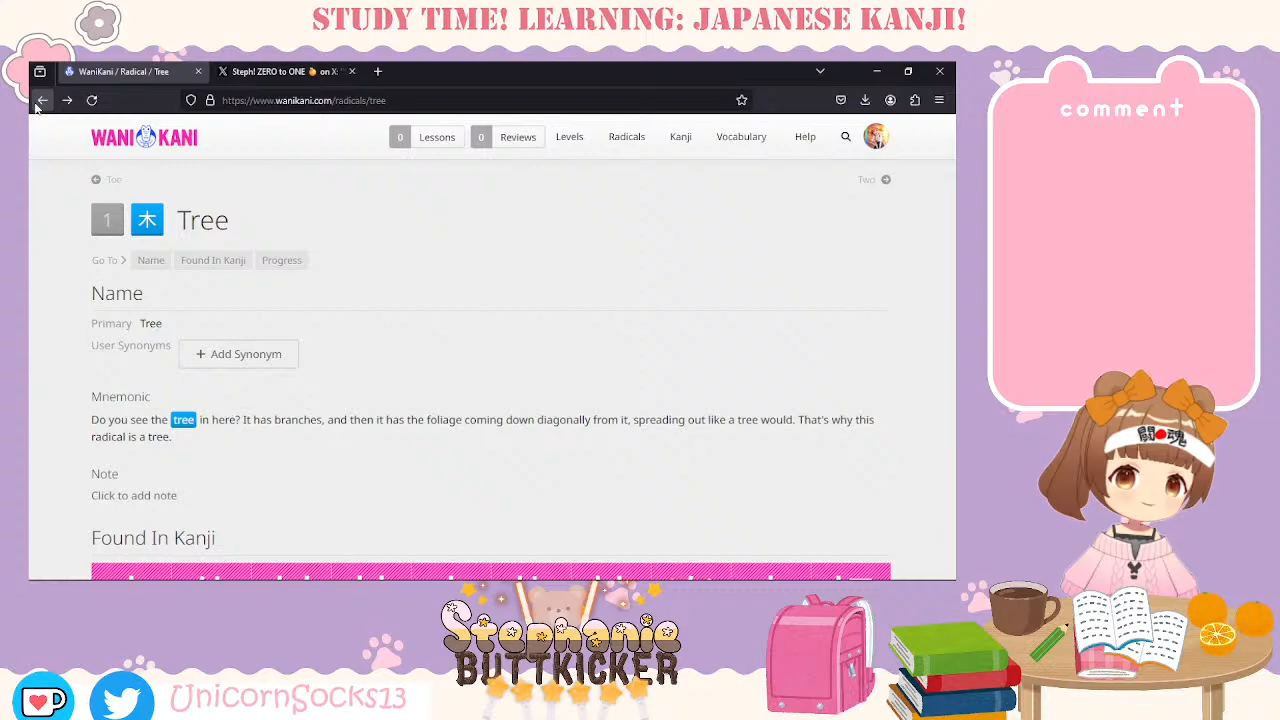 STUDY TIME! LEARNING: JAPANESE KANJI!
WaniKani / Radical / Tree
Steph! ZERO to ONE 🍊 on X: "
https://www.wanikani.com/radicals/tree
WANI KANI
0 Lessons
0 Reviews
Levels
Radicals
Kanji
Vocabulary
Help
Toe
Two
1 木 Tree
Go To
Name
Found In Kanji
Progress
Name
Primary Tree
User Synonyms
+ Add Synonym
Mnemonic
Do you see the tree in here? It has branches, and then it has the foliage coming down diagonally from it, spreading out like a tree would. That's why this
radical is a tree.
Note
Click to add note
Found In Kanji
comment
闘魂
Stephanie
BUTTKICKER
UnicornSocks13